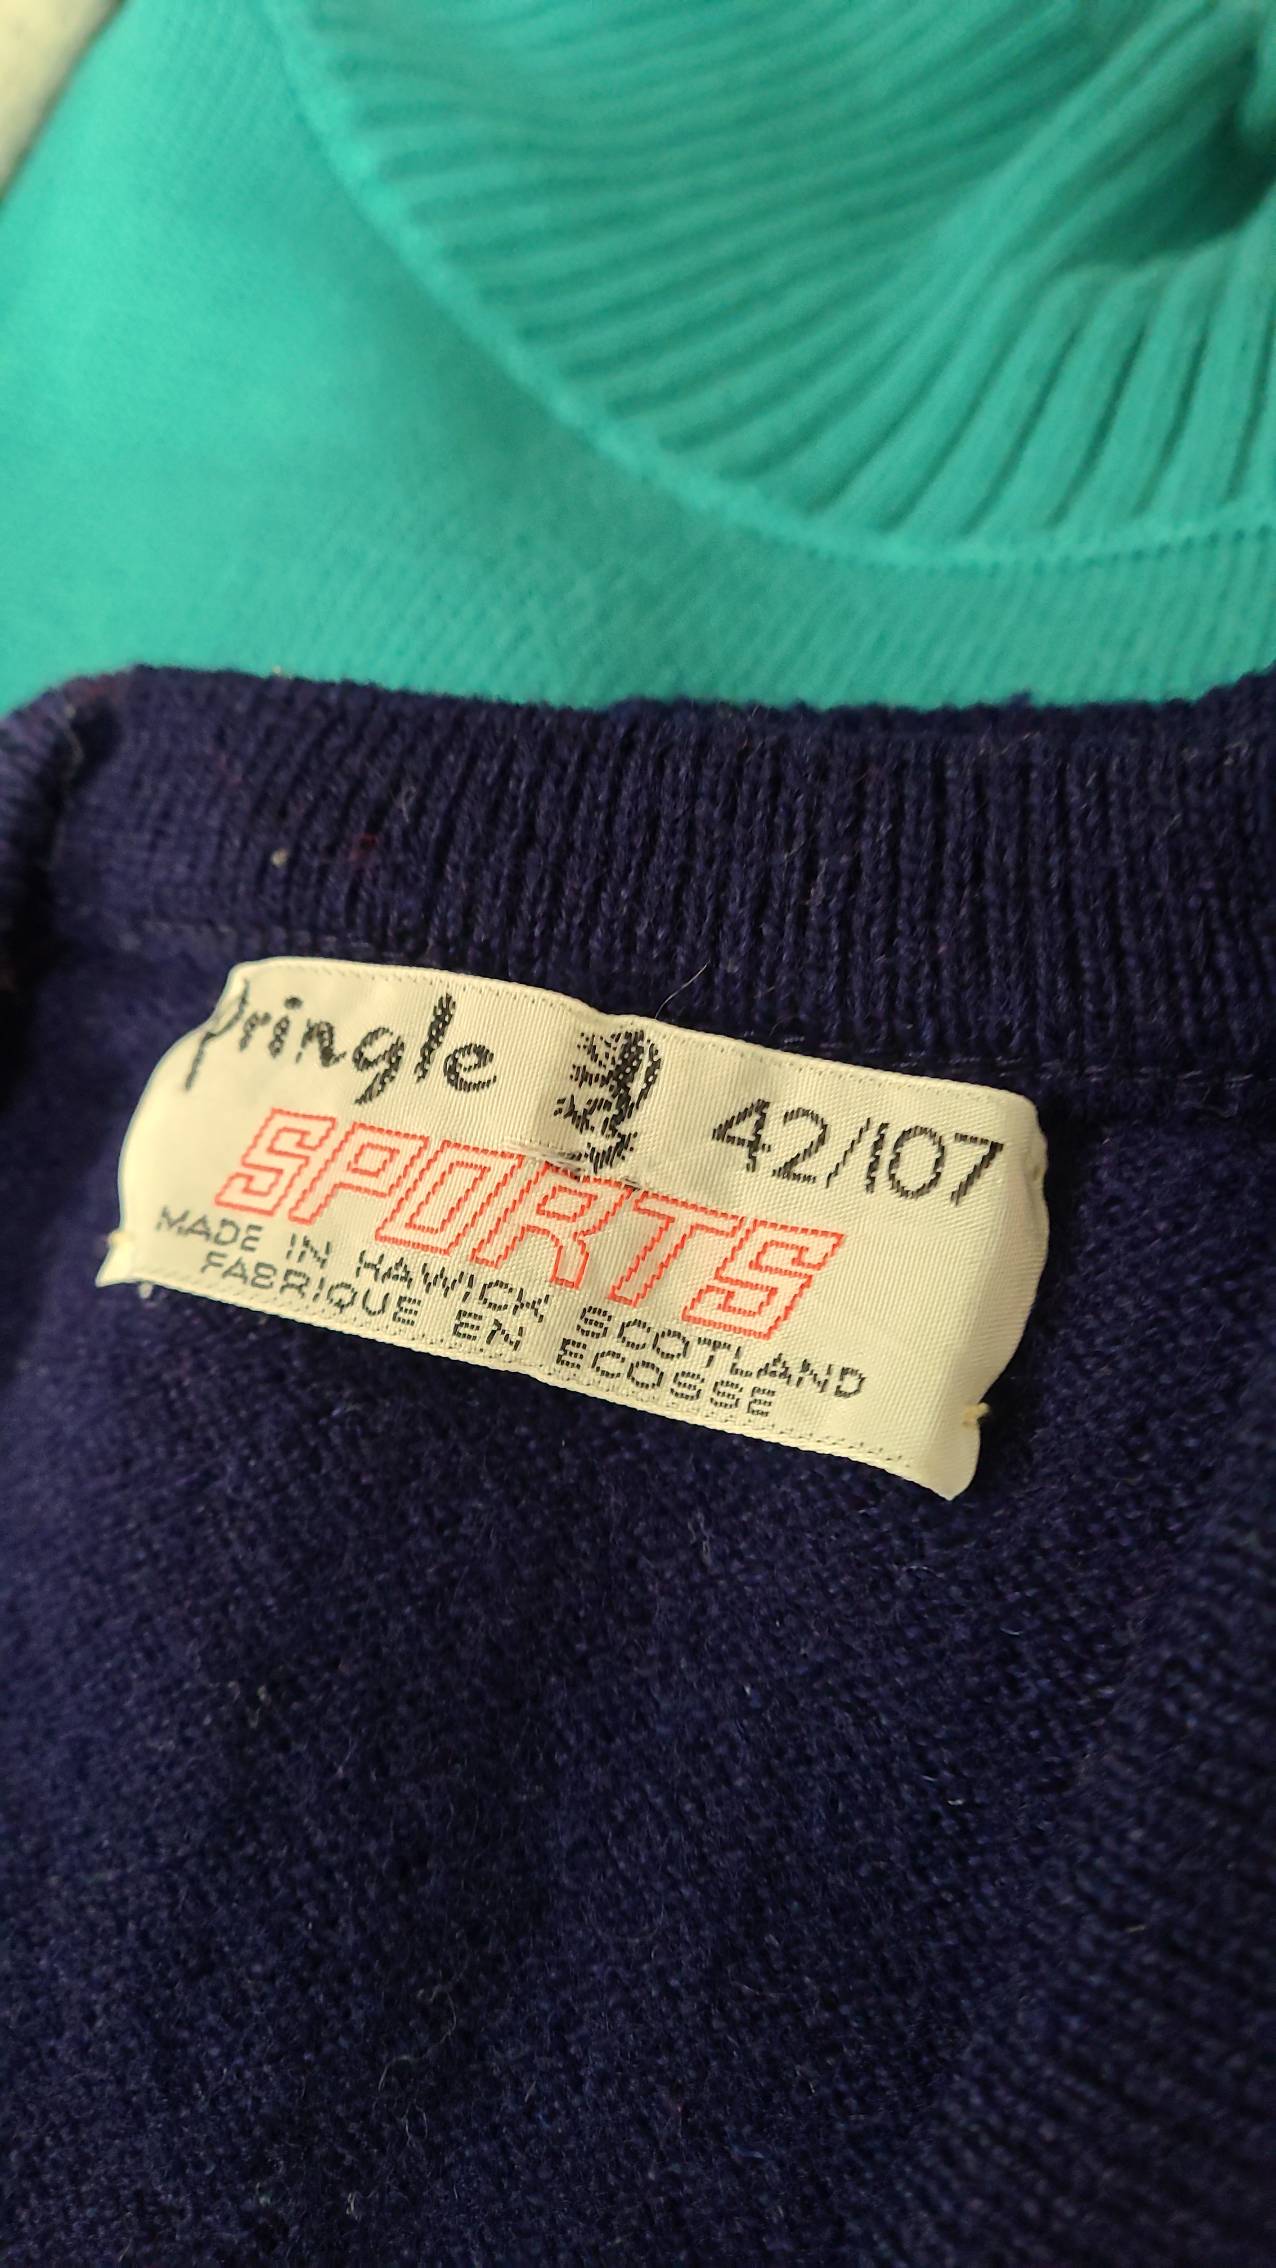 Pringle 42/107
SPORTS
MADE IN HAWICK SCOTLAND
FABRIQUE EN ECOSSE